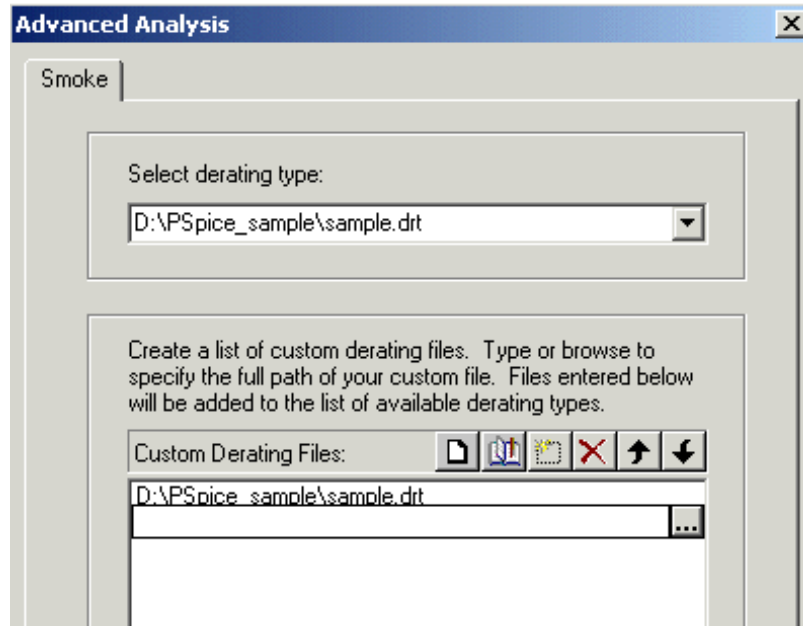 Advanced Analysis
Smoke
Select derating type:
D:\PSpice_sample\sample.drt
Create a list of custom derating files. Type or browse to
specify the full path of your custom file. Files entered below
will be added to the list of available derating types.
Custom Derating Files:
D:\PSpice_sample\sample.drt
...